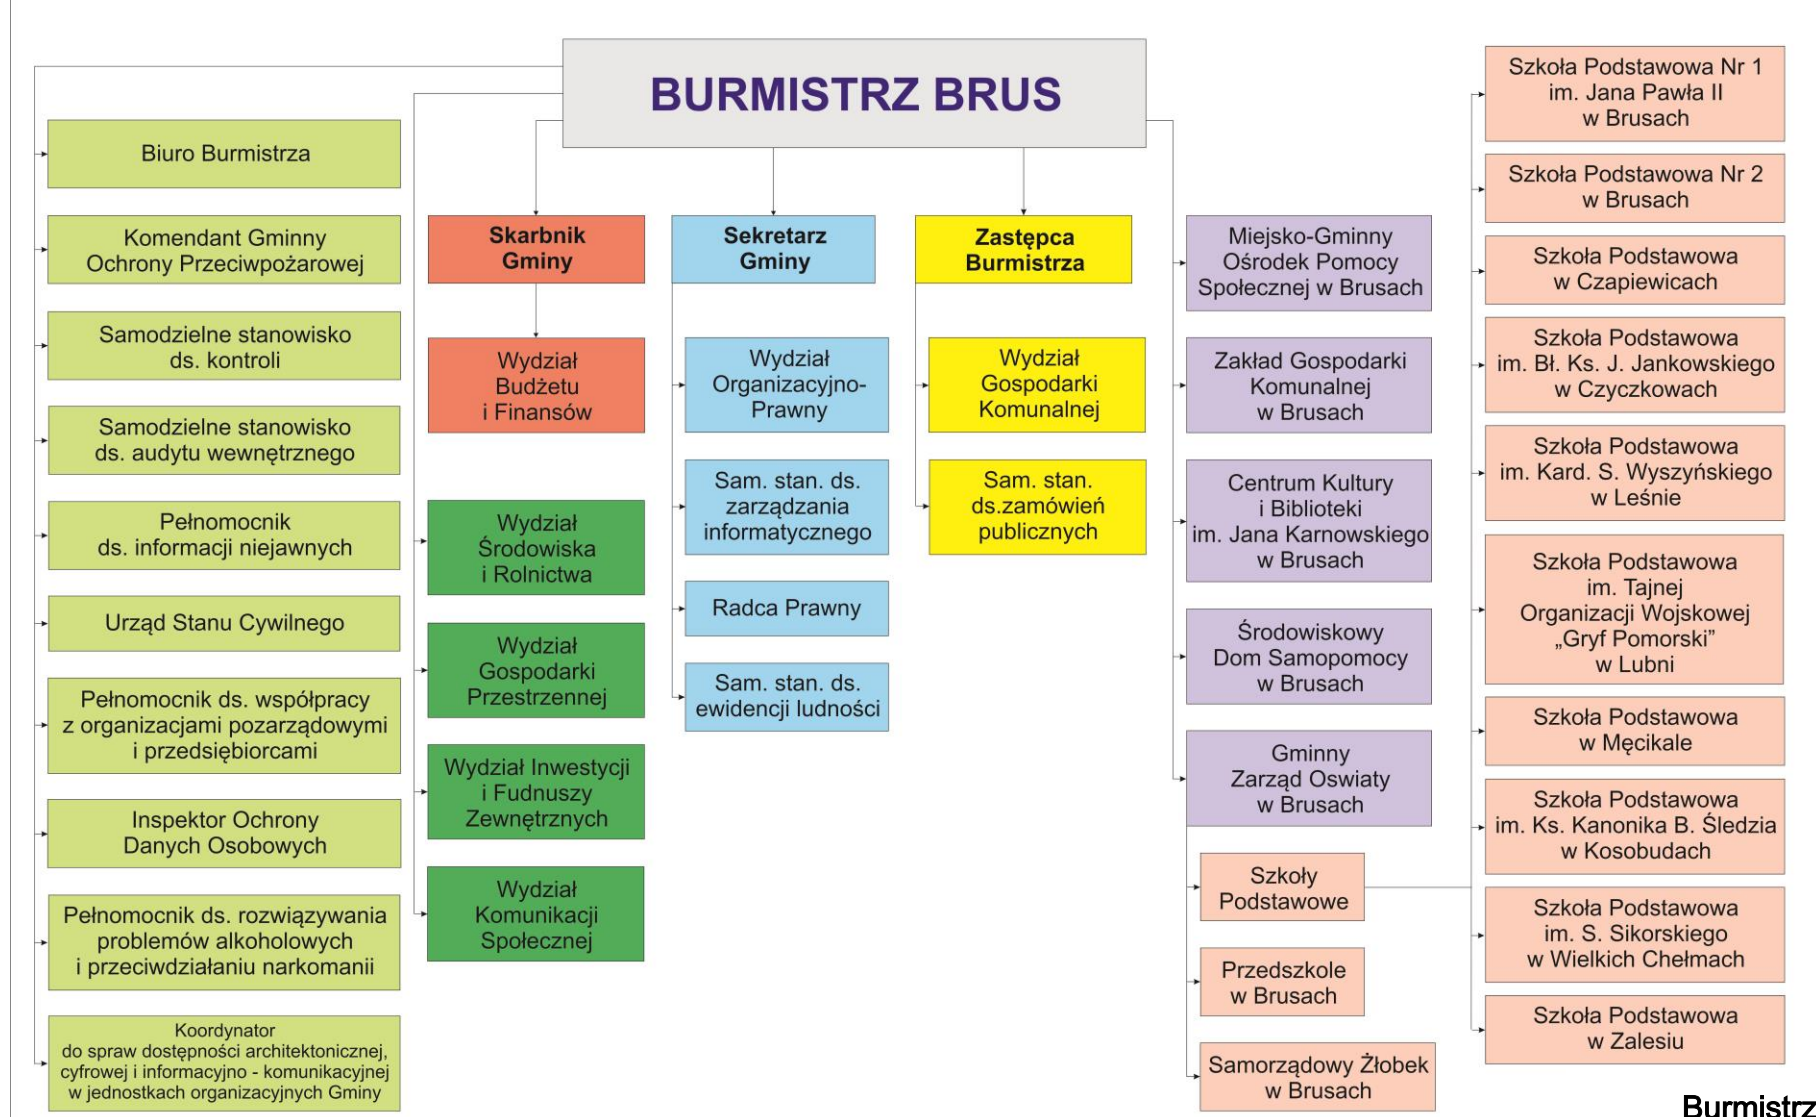 BURMISTRZ BRUS
Biuro Burmistrza
Komendant Gminny
Ochrony Przeciwpożarowej
Samodzielne stanowisko
ds. kontroli
Samodzielne stanowisko
ds. audytu wewnętrznego
Pełnomocnik
ds. informacji niejawnych
Urząd Stanu Cywilnego
Pełnomocnik ds. współpracy
z organizacjami pozarządowymi
i przedsiębiorcami
Inspektor Ochrony
Danych Osobowych
Pełnomocnik ds. rozwiązywania
problemów alkoholowych
i przeciwdziałaniu narkomanii
Koordynator
do spraw dostępności architektonicznej,
cyfrowej i informacyjno - komunikacyjnej
w jednostkach organizacyjnych Gminy
Skarbnik
Gminy
Wydział
Budżetu
i Finansów
Wydział
Środowiska
i Rolnictwa
Wydział
Gospodarki
Przestrzennej
Wydział Inwestycji
i Fudnuszy
Zewnętrznych
Wydział
Komunikacji
Społecznej
Sekretarz
Gminy
Wydział
Organizacyjno-
Prawny
Sam. stan. ds.
zarządzania
informatycznego
Radca Prawny
Sam. stan. ds.
ewidencji ludności
Zastępca
Burmistrza
Wydział
Gospodarki
Komunalnej
Sam. stan.
ds.zamówień
publicznych
Miejsko-Gminny
Ośrodek Pomocy
Społecznej w Brusach
Zakład Gospodarki
Komunalnej
w Brusach
Centrum Kultury
i Biblioteki
im. Jana Karnowskiego
w Brusach
Środowiskowy
Dom Samopomocy
w Brusach
Gminny
Zarząd Oswiaty
w Brusach
Szkoły
Podstawowe
Przedszkole
w Brusach
Samorządowy Żłobek
w Brusach
Szkoła Podstawowa Nr 1
im. Jana Pawła II
w Brusach
Szkoła Podstawowa Nr 2
w Brusach
Szkoła Podstawowa
w Czapiewicach
Szkoła Podstawowa
im. Bł. Ks. J. Jankowskiego
w Czyczkowach
Szkoła Podstawowa
im. Kard. S. Wyszyńskiego
w Leśnie
Szkoła Podstawowa
im. Tajnej
Organizacji Wojskowej
„Gryf Pomorski”
w Lubni
Szkoła Podstawowa
w Męcikale
Szkoła Podstawowa
im. Ks. Kanonika B. Śledzia
w Kosobudach
Szkoła Podstawowa
im. S. Sikorskiego
w Wielkich Chełmach
Szkoła Podstawowa
w Zalesiu
Burmistrz